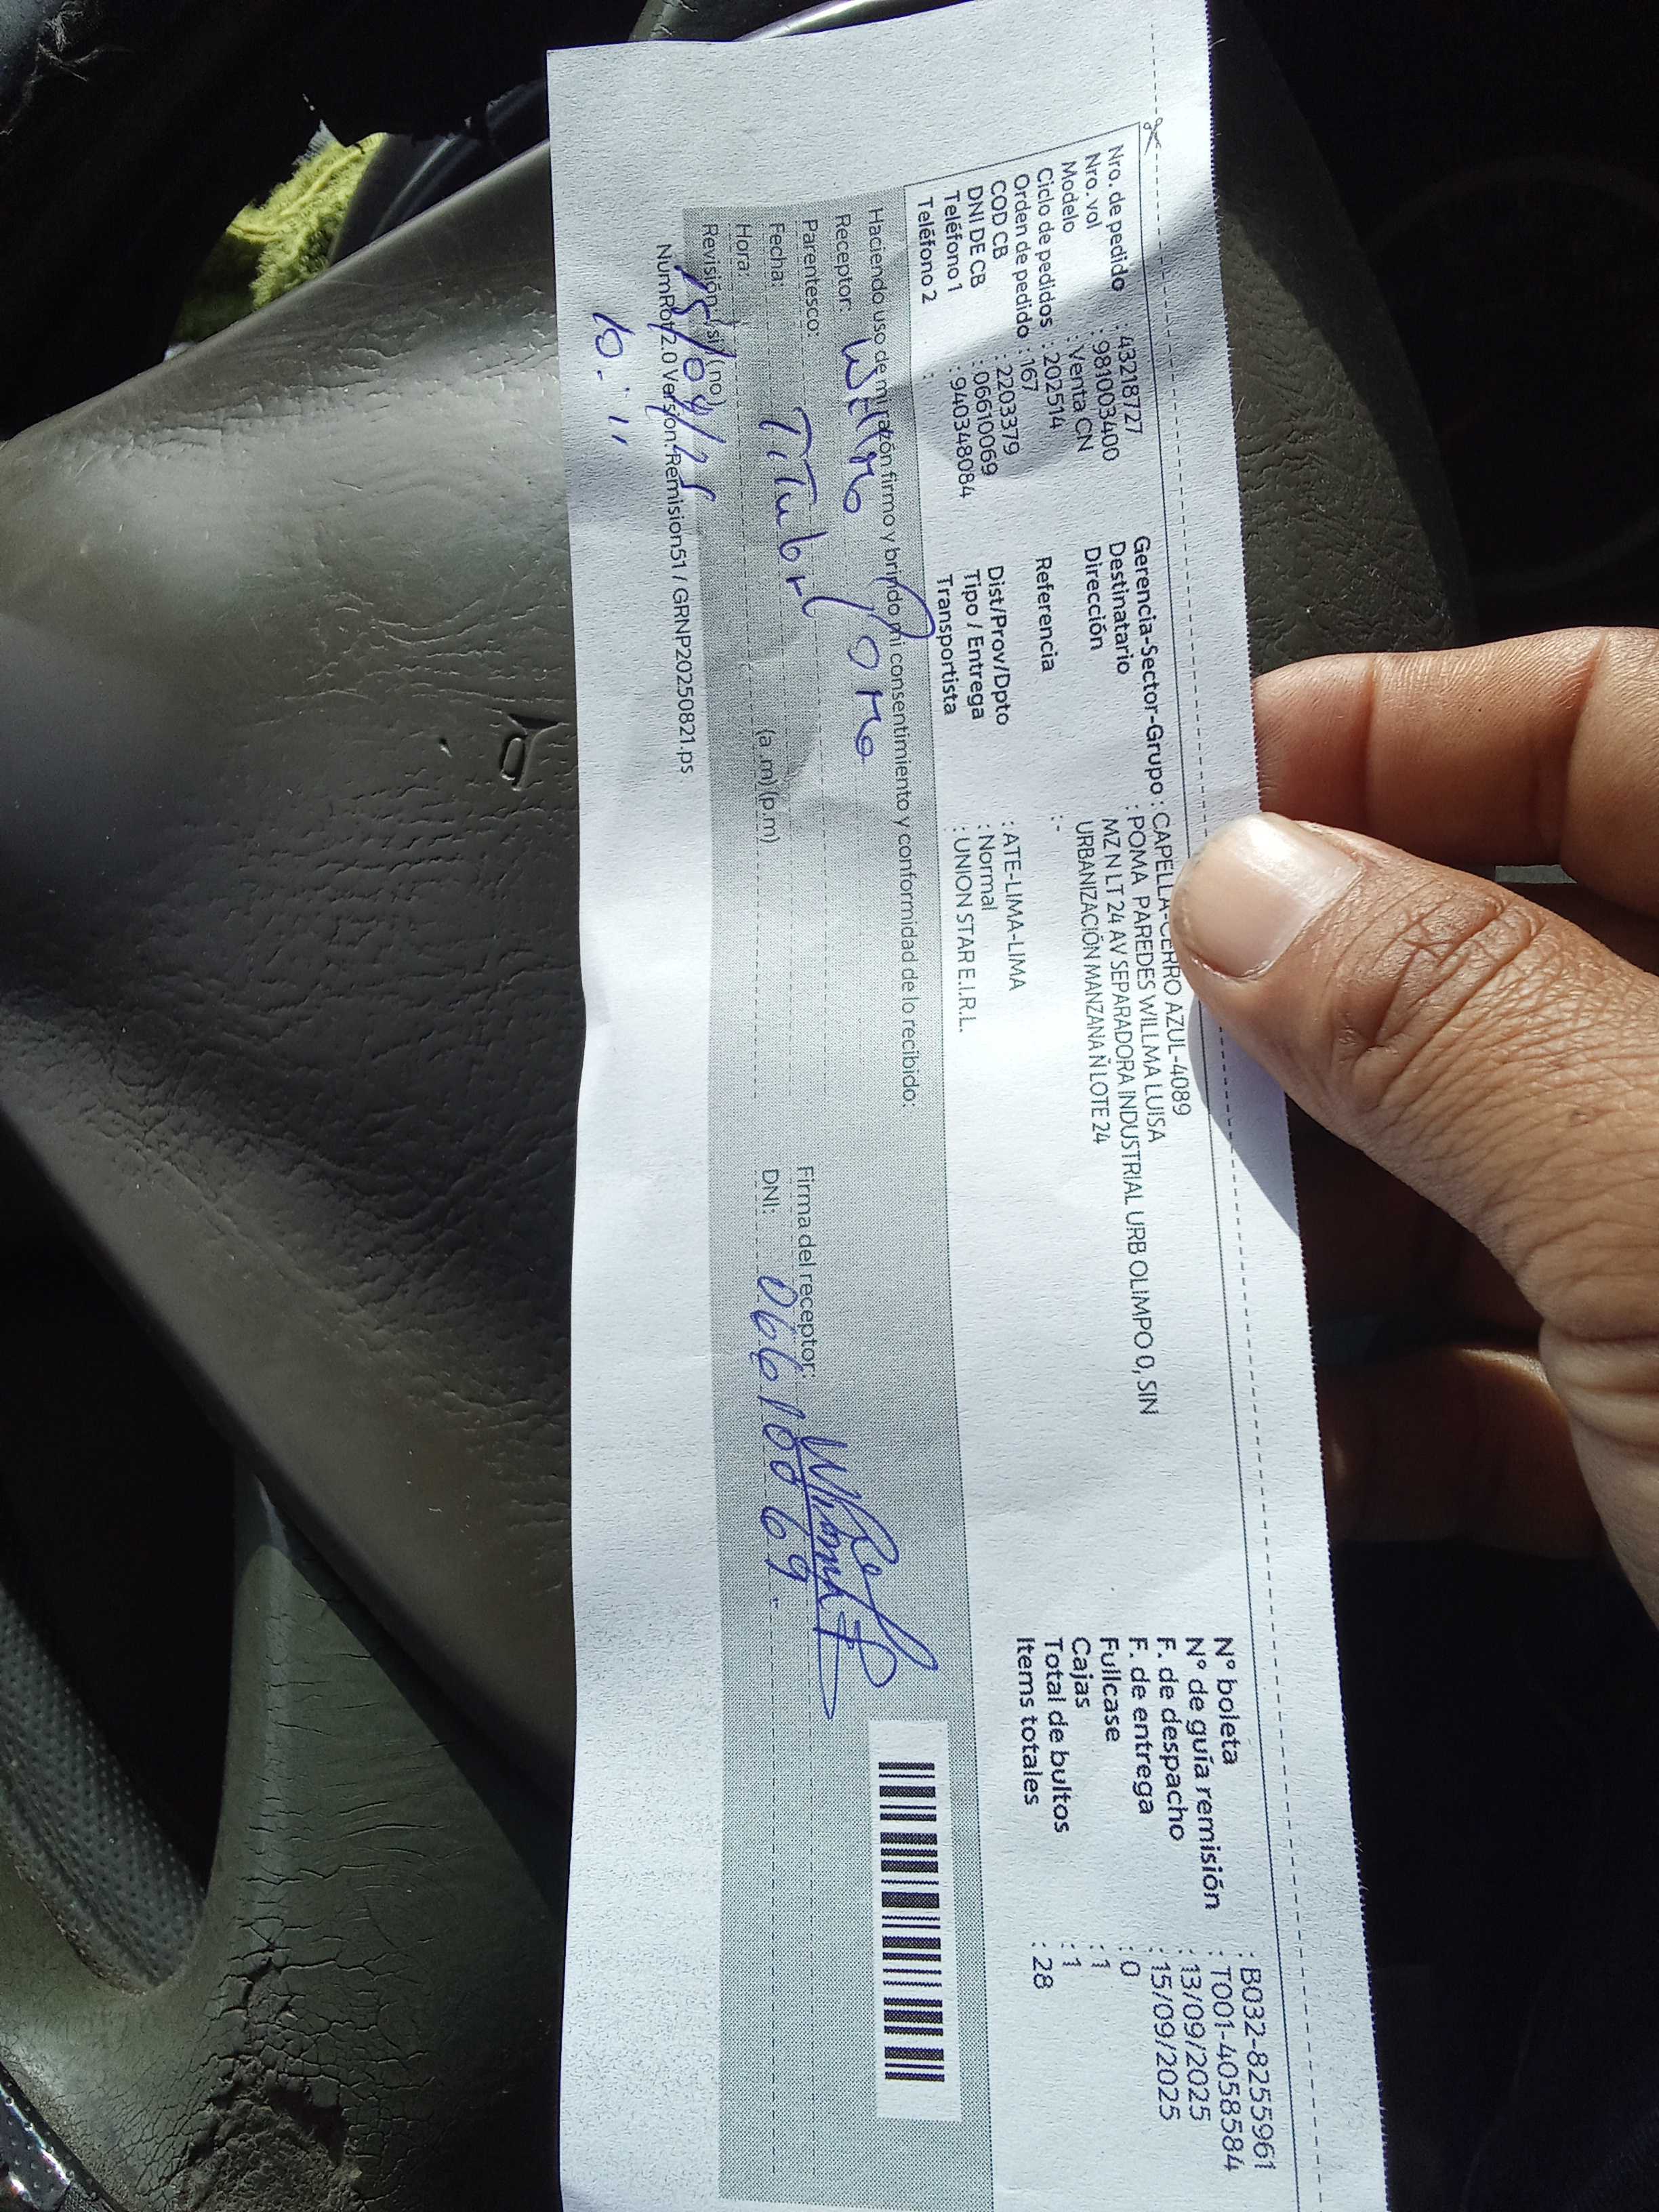 Nro. de pedido : 43218727
Nro. vol : 981003400
Modelo : Venta CN
Ciclo de pedidos : 202514
Orden de pedido : 167
COD CB : 2203379
DNI DE CB : 06610069
Teléfono 1 : 940348084
Teléfono 2 :
Gerencia-Sector-Grupo : CAPELLA-CERRO AZUL-4089
Destinatario : POMA PAREDES WILMA LUISA
Dirección : MZ N LT 24 AV SEPARADORA INDUSTRIAL URB OLIMPO 0, SIN
URBANIZACIÓN MANZANA Ñ LOTE 24
Referencia : -
Dist/Prov/Dpto : ATE-LIMA-LIMA
Tipo / Entrega : Normal
Transportista : UNION STAR E.I.R.L.
N° boleta : B032-8255961
N° de guía remisión : T001-40585844
F. de despacho : 13/09/2025
F. de entrega : 15/09/2025
Fullcase : 0
Cajas : 1
Total de bultos : 1
Items totales : 28
Haciendo uso de mi razón firmo y brindo mi consentimiento y conformidad de lo recibido:
Receptor: Wilma Poma
Parentesco: Titular
Fecha: 15/09/25
Hora: 10:11 (a .m)(p.m)
Revisión: (si) (no)
Firma del receptor:
DNI: 06610069
NumRot 2.0 Version: Remision51 / GRNP20250821.ps